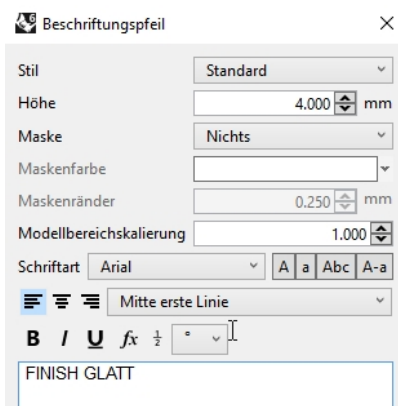 Beschriftungspfeil
Stil Standard
Höhe 4.000 mm
Maske Nichts
Maskenfarbe
Maskenränder 0.250 mm
Modellbereichskalierung 1.000
Schriftart Arial A a Abc A-a
Mitte erste Linie
B I U fx ½ °
FINISH GLATT